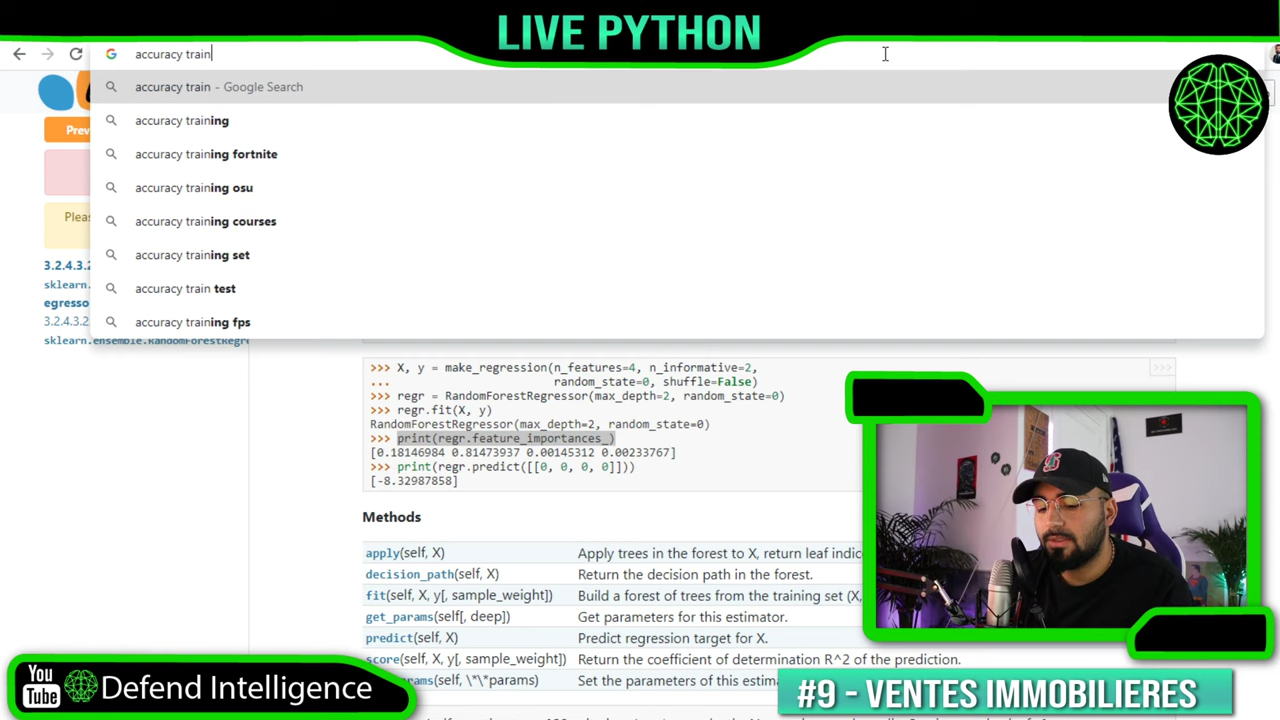 LIVE PYTHON
accuracy train
accuracy train - Google Search
accuracy training
accuracy training fortnite
accuracy training osu
accuracy training courses
accuracy training set
accuracy train test
accuracy training fps
Prev
Pleas
3.2.4.3.2
sklearn.
egresso
3.2.4.3.2
sklearn.ensemble.RandomForestRegre
>>> X, y = make_regression(n_features=4, n_informative=2,
... random_state=0, shuffle=False)
>>> regr = RandomForestRegressor(max_depth=2, random_state=0)
>>> regr.fit(X, y)
RandomForestRegressor(max_depth=2, random_state=0)
>>> print(regr.feature_importances_)
[0.18146984 0.81473937 0.00145312 0.00233767]
>>> print(regr.predict([[0, 0, 0, 0]]))
[-8.32987858]
>>>
Methods
apply(self, X) Apply trees in the forest to X, return leaf indic
decision_path(self, X) Return the decision path in the forest.
fit(self, X, y[, sample_weight]) Build a forest of trees from the training set (X,
get_params(self[, deep]) Get parameters for this estimator.
predict(self, X) Predict regression target for X.
score(self, X, y[, sample_weight]) Return the coefficient of determination R^2 of the prediction.
rams(self, \*\*params) Set the parameters of this estima
You
Tube
Defend Intelligence
#9 - VENTES IMMOBILIERES